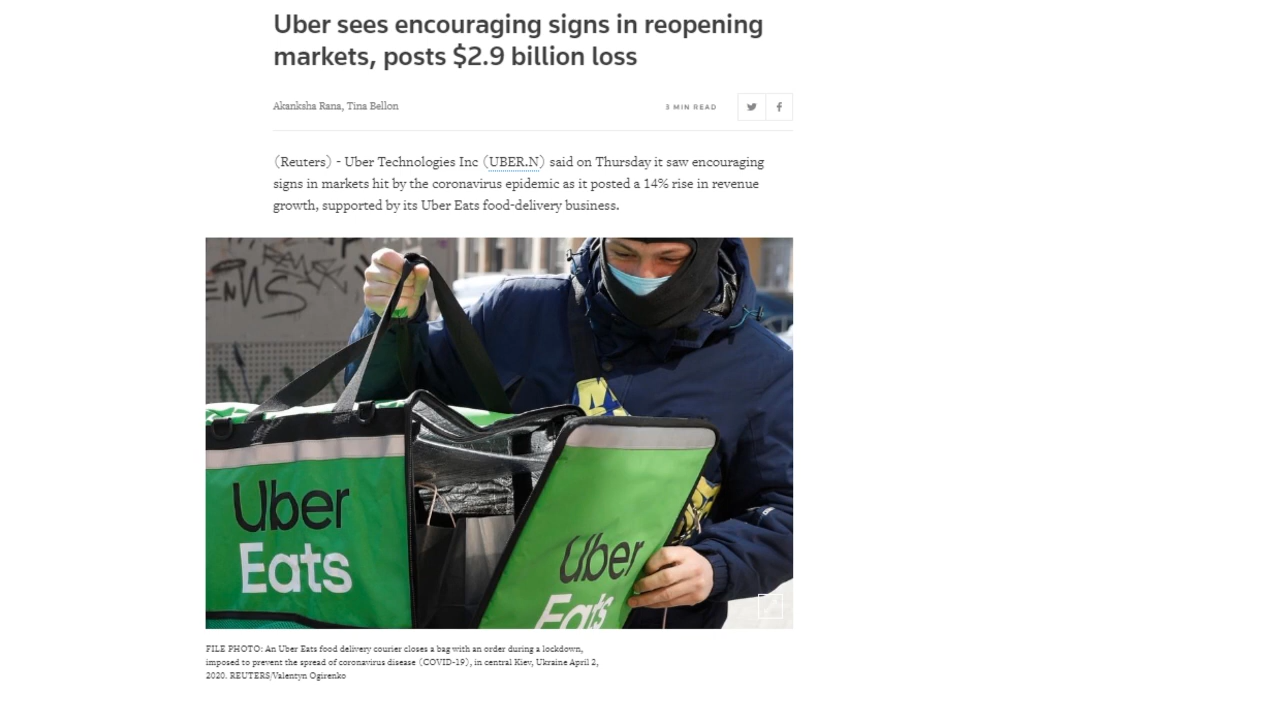 Uber sees encouraging signs in reopening
markets, posts $2.9 billion loss
Akanksha Rana, Tina Bellon
3 MIN READ
(Reuters) - Uber Technologies Inc (UBER.N) said on Thursday it saw encouraging
signs in markets hit by the coronavirus epidemic as it posted a 14% rise in revenue
growth, supported by its Uber Eats food-delivery business.
Uber
Eats
Uber
Eats
FILE PHOTO: An Uber Eats food delivery courier closes a bag with an order during a lockdown,
imposed to prevent the spread of coronavirus disease (COVID-19), in central Kiev, Ukraine April 2,
2020. REUTERS/Valentyn Ogirenko